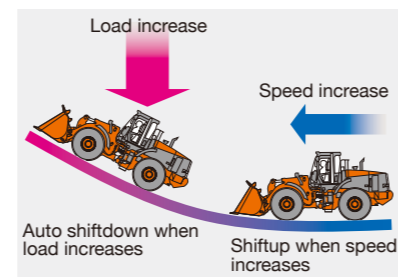 Load increase
Speed increase
Auto shiftdown when
load increases
Shiftup when speed
increases